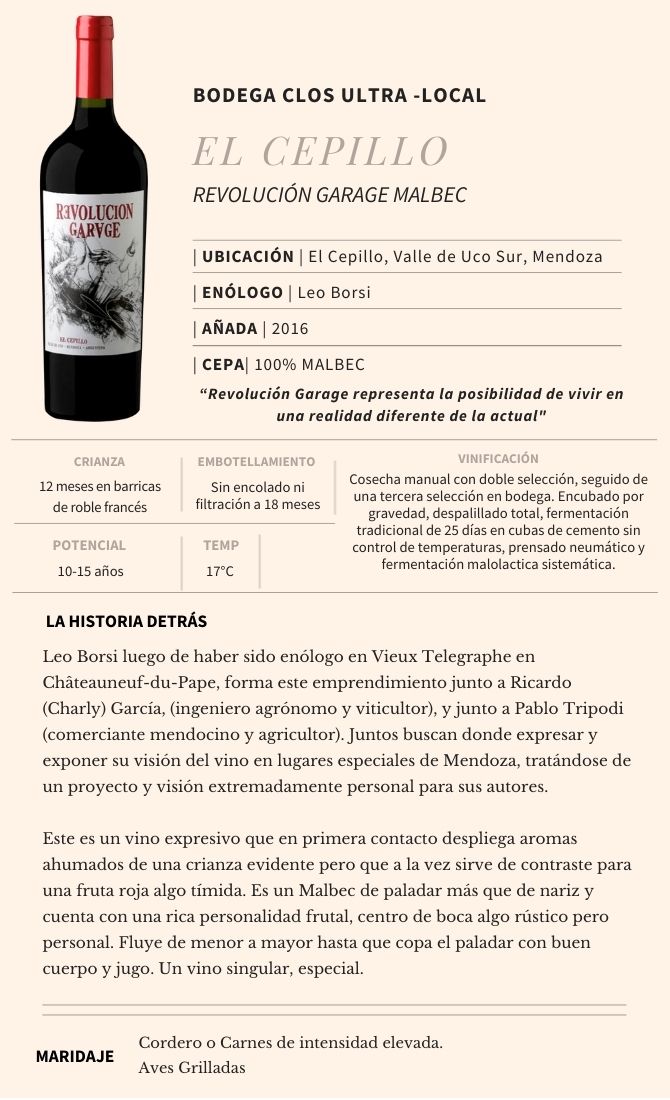 BODEGA CLOS ULTRA -LOCAL
EL CEPILLO
REVOLUCIÓN GARAGE MALBEC
REVOLUCION
GARAGE
EL CEPILLO
| UBICACIÓN | El Cepillo, Valle de Uco Sur, Mendoza
| ENÓLOGO | Leo Borsi
| AÑADA | 2016
| CEPA| 100% MALBEC
“Revolución Garage representa la posibilidad de vivir en
una realidad diferente de la actual"
CRIANZA
12 meses en barricas
de roble francés
EMBOTELLAMIENTO
Sin encolado ni
filtración a 18 meses
VINIFICACIÓN
Cosecha manual con doble selección, seguido de
una tercera selección en bodega. Encubado por
gravedad, despalillado total, fermentación
tradicional de 25 días en cubas de cemento sin
control de temperaturas, prensado neumático y
fermentación malolactica sistemática.
POTENCIAL
10-15 años
TEMP
17°C
LA HISTORIA DETRÁS
Leo Borsi luego de haber sido enólogo en Vieux Telegraphe en
Châteauneuf-du-Pape, forma este emprendimiento junto a Ricardo
(Charly) García, (ingeniero agrónomo y viticultor), y junto a Pablo Tripodi
(comerciante mendocino y agricultor). Juntos buscan donde expresar y
exponer su visión del vino en lugares especiales de Mendoza, tratándose de
un proyecto y visión extremadamente personal para sus autores.
Este es un vino expresivo que en primera contacto despliega aromas
ahumados de una crianza evidente pero que a la vez sirve de contraste para
una fruta roja algo tímida. Es un Malbec de paladar más que de nariz y
cuenta con una rica personalidad frutal, centro de boca algo rústico pero
personal. Fluye de menor a mayor hasta que copa el paladar con buen
cuerpo y jugo. Un vino singular, especial.
MARIDAJE
Cordero o Carnes de intensidad elevada.
Aves Grilladas